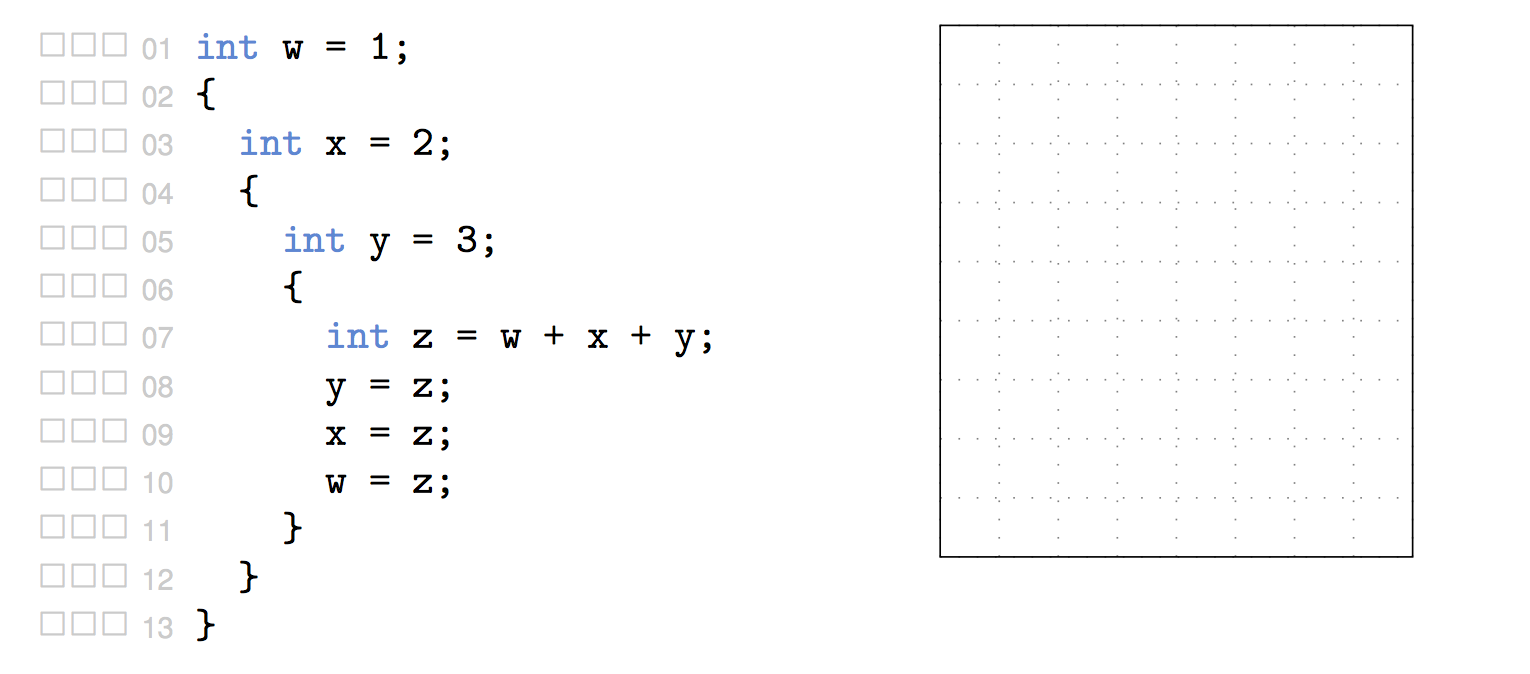 □□□ 01 int w = 1;
□□□ 02 {
□□□ 03   int x = 2;
□□□ 04   {
□□□ 05     int y = 3;
□□□ 06     {
□□□ 07       int z = w + x + y;
□□□ 08       y = z;
□□□ 09       x = z;
□□□ 10       w = z;
□□□ 11     }
□□□ 12   }
□□□ 13 }